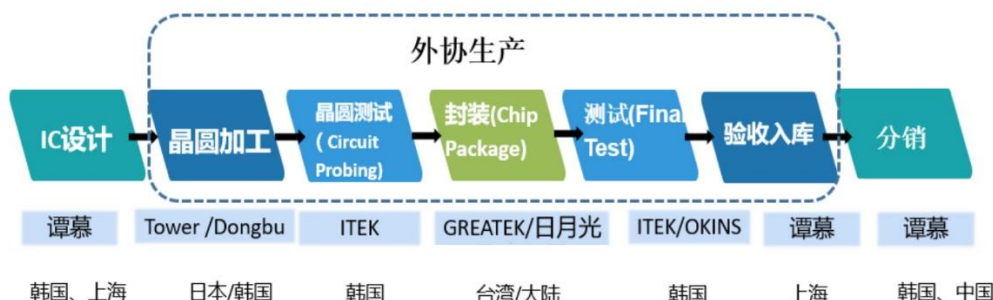 外协生产
IC设计
晶圆加工
晶圆测试
( Circuit
Probing)
封装(Chip
Package)
测试(Final
Test)
验收入库
分销
谭慕
Tower /Dongbu
ITEK
GREATEK/日月光
ITEK/OKINS
谭慕
谭慕
韩国、上海
日本/韩国
韩国
台湾/大陆
韩国
上海
韩国、中国